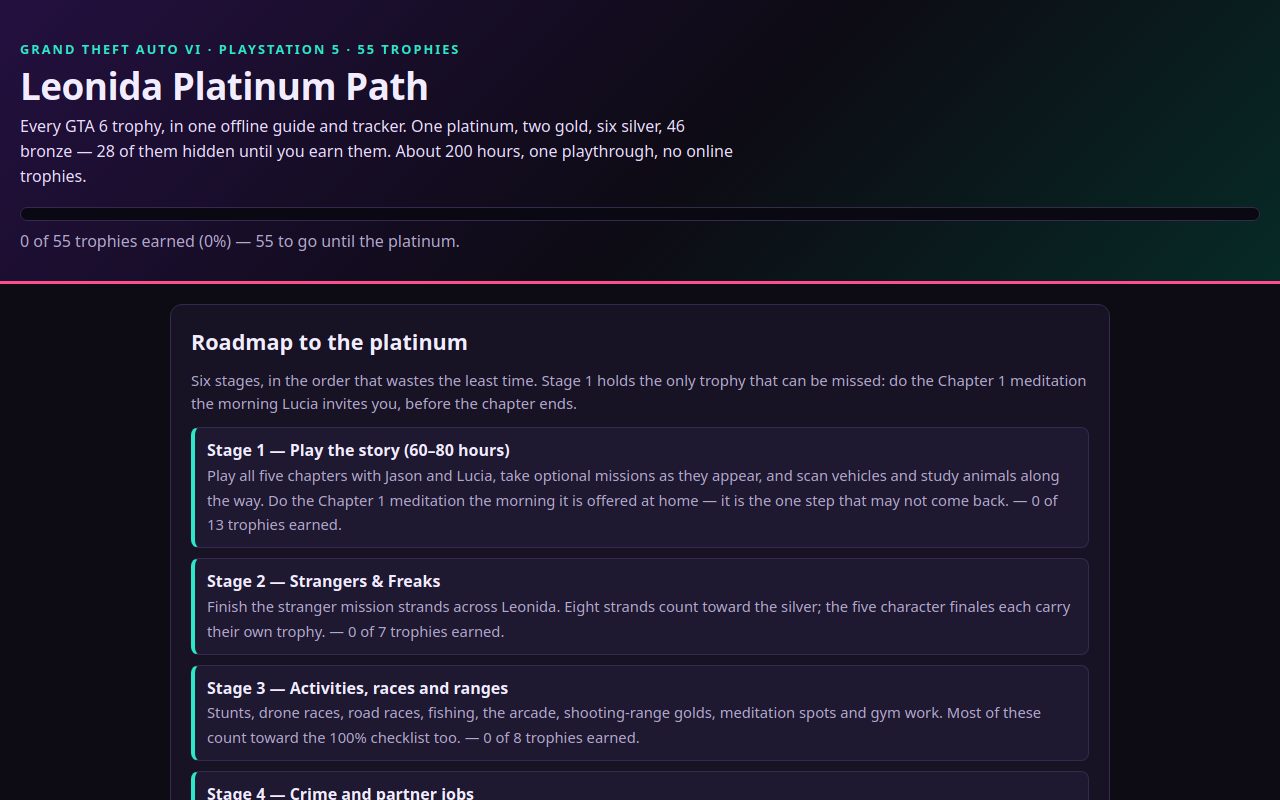 GRAND THEFT AUTO VI · PLAYSTATION 5 · 55 TROPHIES
Leonida Platinum Path
Every GTA 6 trophy, in one offline guide and tracker. One platinum, two gold, six silver, 46
bronze — 28 of them hidden until you earn them. About 200 hours, one playthrough, no online
trophies.
0 of 55 trophies earned (0%) — 55 to go until the platinum.
Roadmap to the platinum
Six stages, in the order that wastes the least time. Stage 1 holds the only trophy that can be missed: do the Chapter 1 meditation
the morning Lucia invites you, before the chapter ends.
Stage 1 — Play the story (60–80 hours)
Play all five chapters with Jason and Lucia, take optional missions as they appear, and scan vehicles and study animals along
the way. Do the Chapter 1 meditation the morning it is offered at home — it is the one step that may not come back. — 0 of
13 trophies earned.
Stage 2 — Strangers & Freaks
Finish the stranger mission strands across Leonida. Eight strands count toward the silver; the five character finales each carry
their own trophy. — 0 of 7 trophies earned.
Stage 3 — Activities, races and ranges
Stunts, drone races, road races, fishing, the arcade, shooting-range golds, meditation spots and gym work. Most of these
count toward the 100% checklist too. — 0 of 8 trophies earned.
Stage 4 — Crime and partner jobs